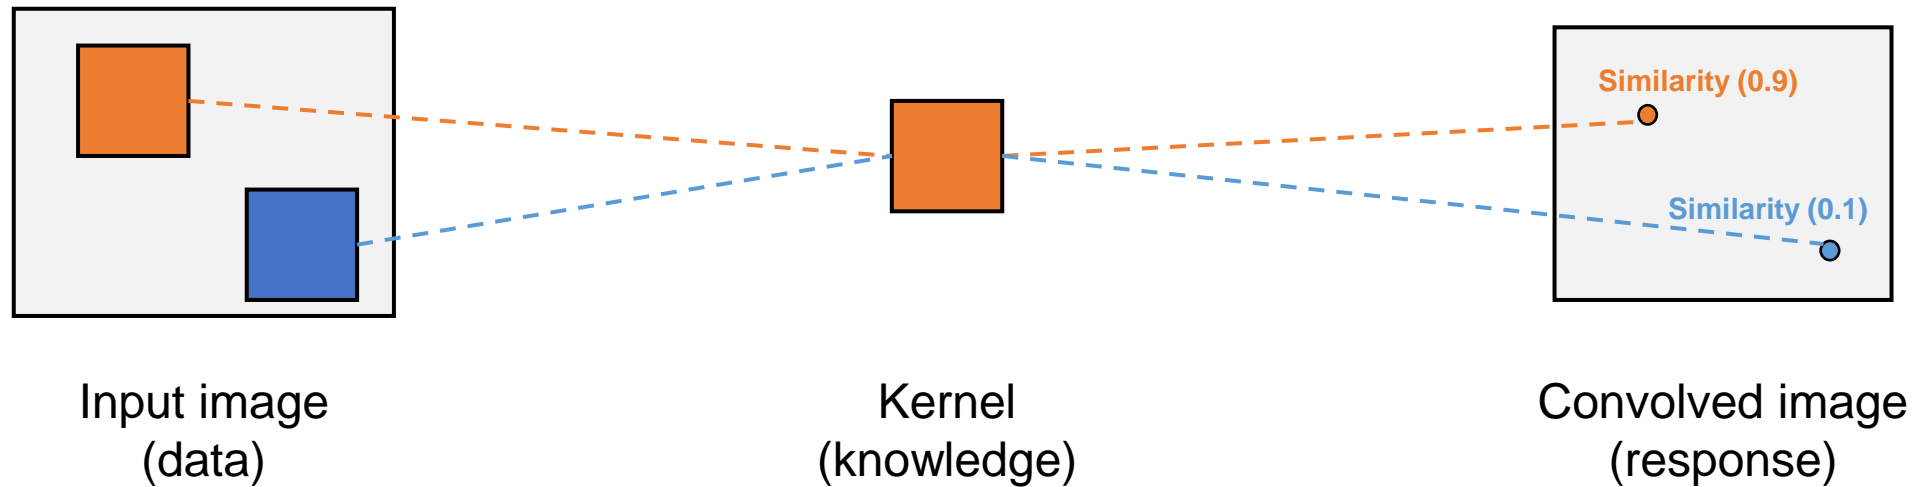 Similarity (0.9)
Similarity (0.1)
Input image
(data)
Kernel
(knowledge)
Convolved image
(response)